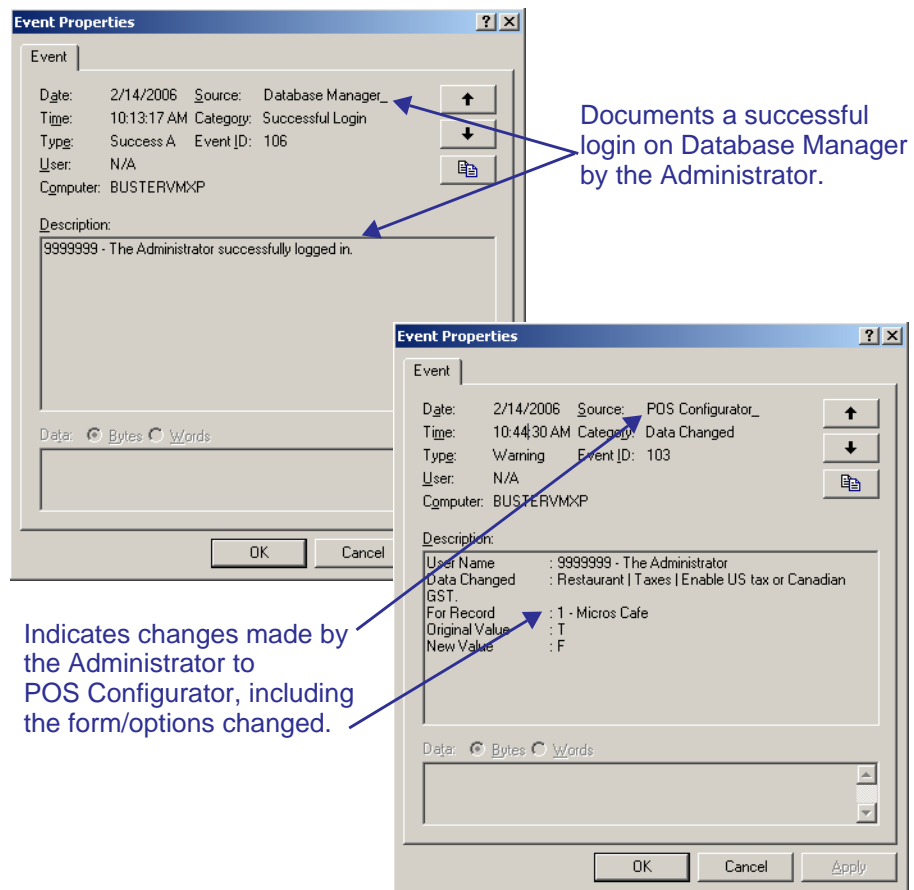 Event Properties
Event
Date: 2/14/2006 Source: Database Manager_
Time: 10:13:17 AM Category: Successful Login
Type: Success A Event ID: 106
User: N/A
Computer: BUSTERVMXP
Description:
9999999 - The Administrator successfully logged in.
Data: Bytes Words
OK Cancel
Documents a successful
login on Database Manager
by the Administrator.
Event Properties
Event
Date: 2/14/2006 Source: POS Configurator_
Time: 10:44:30 AM Category: Data Changed
Type: Warning Event ID: 103
User: N/A
Computer: BUSTERVMXP
Description:
User Name : 9999999 - The Administrator
Data Changed : Restaurant | Taxes | Enable US tax or Canadian
GST.
For Record : 1 - Micros Cafe
Original Value : T
New Value : F
Data: Bytes Words
OK Cancel Apply
Indicates changes made by
the Administrator to
POS Configurator, including
the form/options changed.